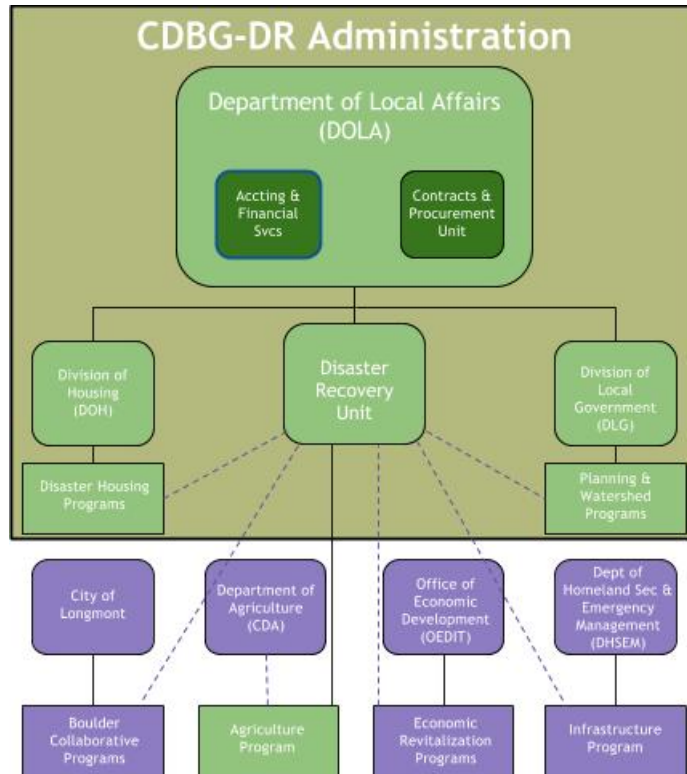 CDBG-DR Administration
Department of Local Affairs
(DOLA)
Accting &
Financial
Svcs
Contracts &
Procurement
Unit
Division of
Housing
(DOH)
Disaster
Recovery
Unit
Division of
Local
Government
(DLG)
Disaster Housing
Programs
Planning &
Watershed
Programs
City of
Longmont
Department of
Agriculture
(CDA)
Office of
Economic
Development
(OEDIT)
Dept of
Homeland Sec &
Emergency
Management
(DHSEM)
Boulder
Collaborative
Programs
Agriculture
Program
Economic
Revitalization
Programs
Infrastructure
Program